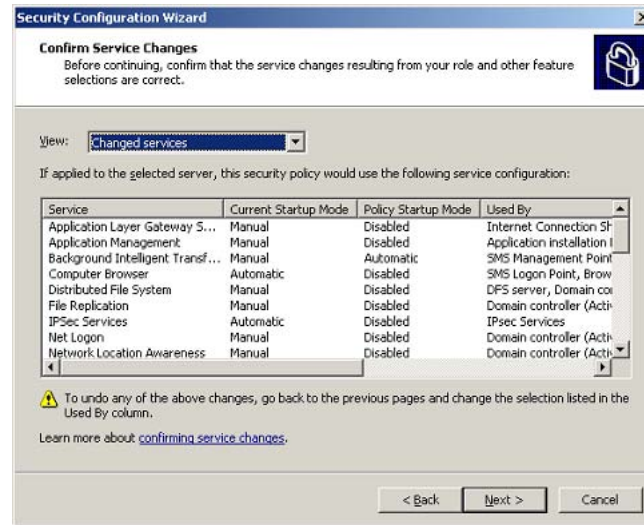 Security Configuration Wizard
Confirm Service Changes
Before continuing, confirm that the service changes resulting from your role and other feature
selections are correct.
View: Changed services
If applied to the selected server, this security policy would use the following service configuration:
Service Current Startup Mode Policy Startup Mode Used By
Application Layer Gateway S... Manual Disabled Internet Connection Sh
Application Management Manual Disabled Application installation
Background Intelligent Transf... Manual Automatic SMS Management Point
Computer Browser Automatic Disabled SMS Logon Point, Brow
Distributed File System Manual Disabled DFS server, Domain co
File Replication Manual Disabled Domain controller (Acti
IPSec Services Automatic Disabled IPsec Services
Net Logon Manual Disabled Domain controller (Acti
Network Location Awareness Manual Disabled Domain controller (Acti
To undo any of the above changes, go back to the previous pages and change the selection listed in the
Used By column.
Learn more about confirming service changes.
< Back Next > Cancel